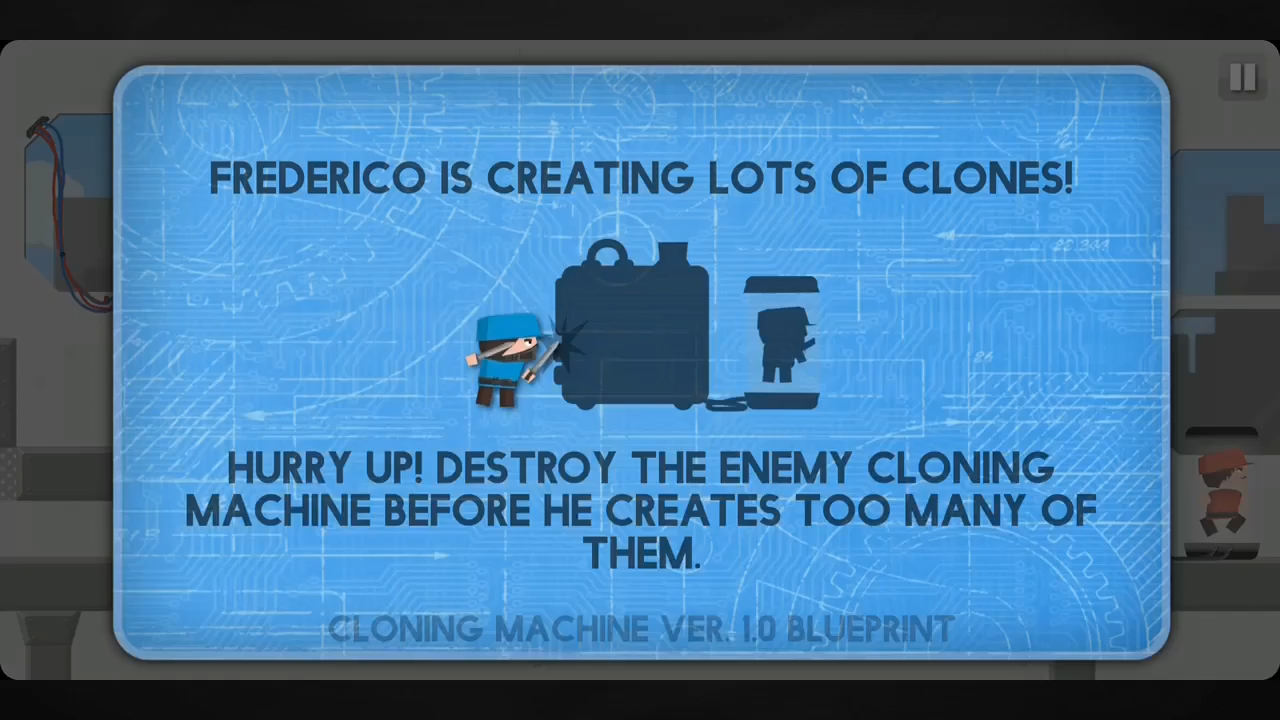 FREDERICO IS CREATING LOTS OF CLONES!
HURRY UP! DESTROY THE ENEMY CLONING
MACHINE BEFORE HE CREATES TOO MANY OF
THEM.
CLONING MACHINE VER. 1.0 BLUEPRINT